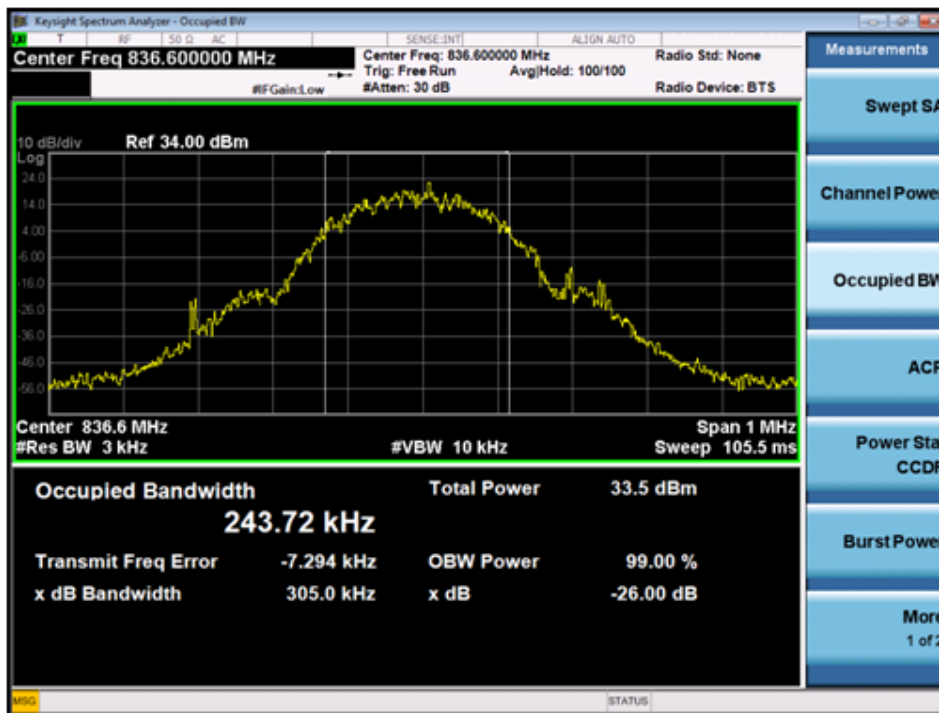 Keysight Spectrum Analyzer - Occupied BW
T RF 50 Ω AC SENSE:INT ALIGN AUTO
Center Freq 836.600000 MHz
Center Freq: 836.600000 MHz
Radio Std: None
Trig: Free Run Avg|Hold: 100/100
#IFGain:Low
#Atten: 30 dB
Radio Device: BTS
10 dB/div Ref 34.00 dBm
Log
24.0
14.0
4.00
-6.00
-16.0
-26.0
-36.0
-46.0
-56.0
Center 836.6 MHz Span 1 MHz
#Res BW 3 kHz #VBW 10 kHz Sweep 105.5 ms
Occupied Bandwidth Total Power 33.5 dBm
243.72 kHz
Transmit Freq Error -7.294 kHz OBW Power 99.00 %
x dB Bandwidth 305.0 kHz x dB -26.00 dB
Measurements
Swept SA
Channel Power
Occupied BW
ACP
Power Sta
CCDF
Burst Power
More
1 of 2
MSG STATUS